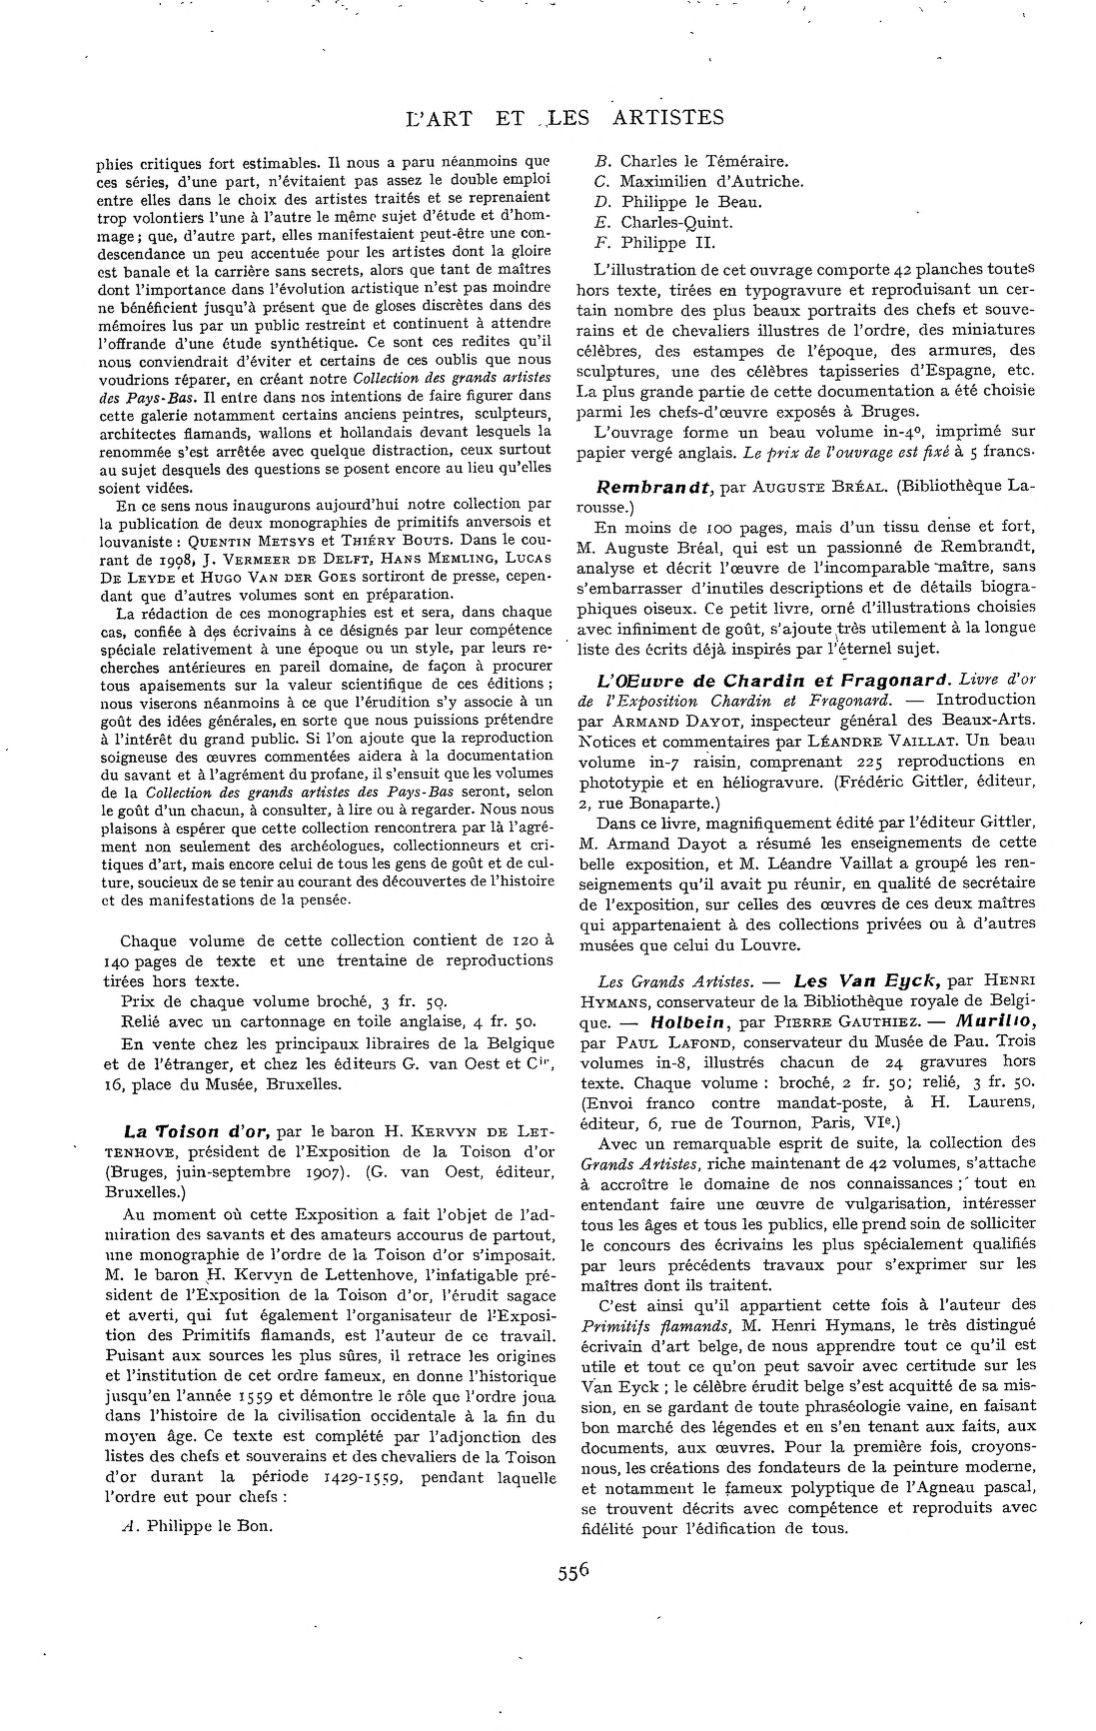 L'ART ET LES ARTISTES
phies critiques fort estimables. Il nous a paru néanmoins que
ces séries, d'une part, n'évitaient pas assez le double emploi
entre elles dans le choix des artistes traités et se reprenaient
trop volontiers l'une à l'autre le même sujet d'étude et d'hom-
mage; que, d'autre part, elles manifestaient peut-être une con-
descendance un peu accentuée pour les artistes dont la gloire
est banale et la carrière sans secrets, alors que tant de maîtres
dont l'importance dans l'évolution artistique n'est pas moindre
ne bénéficient jusqu'à présent que de gloses discrètes dans des
mémoires lus par un public restreint et continuent à attendre
l'offrande d'une étude synthétique. Ce sont ces redites qu'il
nous conviendrait d'éviter et certains de ces oublis que nous
voudrions réparer, en créant notre Collection des grands artistes
des Pays-Bas. Il entre dans nos intentions de faire figurer dans
cette galerie notamment certains anciens peintres, sculpteurs,
architectes flamands, wallons et hollandais devant lesquels la
renommée s'est arrêtée avec quelque distraction, ceux surtout
au sujet desquels des questions se posent encore au lieu qu'elles
soient vidées.
En ce sens nous inaugurons aujourd'hui notre collection par
la publication de deux monographies de primitifs anversois et
louvaniste : QUENTIN METSYS et THIÉRY BOUTS. Dans le cou-
rant de 1908, J. VERMEER DE DELFT, HANS MEMLING, LUCAS
DE LEYDE et HUGO VAN DER GOES sortiront de presse, cepen-
dant que d'autres volumes sont en préparation.
La rédaction de ces monographies est et sera, dans chaque
cas, confiée à des écrivains à ce désignés par leur compétence
spéciale relativement à une époque ou un style, par leurs re-
cherches antérieures en pareil domaine, de façon à procurer
tous apaisements sur la valeur scientifique de ces éditions;
nous viserons néanmoins à ce que l'érudition s'y associe à un
goût des idées générales, en sorte que nous puissions prétendre
à l'intérêt du grand public. Si l'on ajoute que la reproduction
soigneuse des œuvres commentées aidera à la documentation
du savant et à l'agrément du profane, il s'ensuit que les volumes
de la Collection des grands artistes des Pays-Bas seront, selon
le goût d'un chacun, à consulter, à lire ou à regarder. Nous nous
plaisons à espérer que cette collection rencontrera par là l'agré-
ment non seulement des archéologues, collectionneurs et cri-
tiques d'art, mais encore celui de tous les gens de goût et de cul-
ture, soucieux de se tenir au courant des découvertes de l'histoire
et des manifestations de la pensée.
Chaque volume de cette collection contient de 120 à
140 pages de texte et une trentaine de reproductions
tirées hors texte.
Prix de chaque volume broché, 3 fr. 50.
Relié avec un cartonnage en toile anglaise, 4 fr. 50.
En vente chez les principaux libraires de la Belgique
et de l'étranger, et chez les éditeurs G. van Oest et Cie,
16, place du Musée, Bruxelles.
La Toison d'or, par le baron H. KERVYN DE LET-
TENHOVE, président de l'Exposition de la Toison d'or
(Bruges, juin-septembre 1907). (G. van Oest, éditeur,
Bruxelles.)
Au moment où cette Exposition a fait l'objet de l'ad-
miration des savants et des amateurs accourus de partout,
une monographie de l'ordre de la Toison d'or s'imposait.
M. le baron H. Kervyn de Lettenhove, l'infatigable pré-
sident de l'Exposition de la Toison d'or, l'érudit sagace
et averti, qui fut également l'organisateur de l'Exposi-
tion des Primitifs flamands, est l'auteur de ce travail.
Puisant aux sources les plus sûres, il retrace les origines
et l'institution de cet ordre fameux, en donne l'historique
jusqu'en l'année 1559 et démontre le rôle que l'ordre joua
dans l'histoire de la civilisation occidentale à la fin du
moyen âge. Ce texte est complété par l'adjonction des
listes des chefs et souverains et des chevaliers de la Toison
d'or durant la période 1429-1559, pendant laquelle
l'ordre eut pour chefs :
A. Philippe le Bon.
B. Charles le Téméraire.
C. Maximilien d'Autriche.
D. Philippe le Beau.
E. Charles-Quint.
F. Philippe II.
L'illustration de cet ouvrage comporte 42 planches toutes
hors texte, tirées en typogravure et reproduisant un cer-
tain nombre des plus beaux portraits des chefs et souve-
rains et de chevaliers illustres de l'ordre, des miniatures
célèbres, des estampes de l'époque, des armures, des
sculptures, une des célèbres tapisseries d'Espagne, etc.
La plus grande partie de cette documentation a été choisie
parmi les chefs-d'œuvre exposés à Bruges.
L'ouvrage forme un beau volume in-4°, imprimé sur
papier vergé anglais. Le prix de l'ouvrage est fixé à 5 francs.
Rembrandt, par AUGUSTE BRÉAL. (Bibliothèque La-
rousse.)
En moins de 100 pages, mais d'un tissu dense et fort,
M. Auguste Bréal, qui est un passionné de Rembrandt,
analyse et décrit l'œuvre de l'incomparable maître, sans
s'embarrasser d'inutiles descriptions et de détails biogra-
phiques oiseux. Ce petit livre, orné d'illustrations choisies
avec infiniment de goût, s'ajoute très utilement à la longue
liste des écrits déjà inspirés par l'éternel sujet.
L'Œuvre de Chardin et Fragonard. Livre d'or
de l'Exposition Chardin et Fragonard. — Introduction
par ARMAND DAYOT, inspecteur général des Beaux-Arts.
Notices et commentaires par LÉANDRE VAILLAT. Un beau
volume in-7 raisin, comprenant 225 reproductions en
phototypie et en héliogravure. (Frédéric Gittler, éditeur,
2, rue Bonaparte.)
Dans ce livre, magnifiquement édité par l'éditeur Gittler,
M. Armand Dayot a résumé les enseignements de cette
belle exposition, et M. Léandre Vaillat a groupé les ren-
seignements qu'il avait pu réunir, en qualité de secrétaire
de l'exposition, sur celles des œuvres de ces deux maîtres
qui appartenaient à des collections privées ou à d'autres
musées que celui du Louvre.
Les Grands Artistes. — Les Van Eyck, par HENRI
HYMANS, conservateur de la Bibliothèque royale de Belgi-
que. — Holbein, par PIERRE GAUTHIEZ. — Murillo,
par PAUL LAFOND, conservateur du Musée de Pau. Trois
volumes in-8, illustrés chacun de 24 gravures hors
texte. Chaque volume : broché, 2 fr. 50; relié, 3 fr. 50.
(Envoi franco contre mandat-poste, à H. Laurens,
éditeur, 6, rue de Tournon, Paris, VIe.)
Avec un remarquable esprit de suite, la collection des
Grands Artistes, riche maintenant de 42 volumes, s'attache
à accroître le domaine de nos connaissances; tout en
entendant faire une œuvre de vulgarisation, intéresser
tous les âges et tous les publics, elle prend soin de solliciter
le concours des écrivains les plus spécialement qualifiés
par leurs précédents travaux pour s'exprimer sur les
maîtres dont ils traitent.
C'est ainsi qu'il appartient cette fois à l'auteur des
Primitifs flamands, M. Henri Hymans, le très distingué
écrivain d'art belge, de nous apprendre tout ce qu'il est
utile et tout ce qu'on peut savoir avec certitude sur les
Van Eyck ; le célèbre érudit belge s'est acquitté de sa mis-
sion, en se gardant de toute phraséologie vaine, en faisant
bon marché des légendes et en s'en tenant aux faits, aux
documents, aux œuvres. Pour la première fois, croyons-
nous, les créations des fondateurs de la peinture moderne,
et notamment le fameux polyptique de l'Agneau pascal,
se trouvent décrits avec compétence et reproduits avec
fidélité pour l'édification de tous.
556